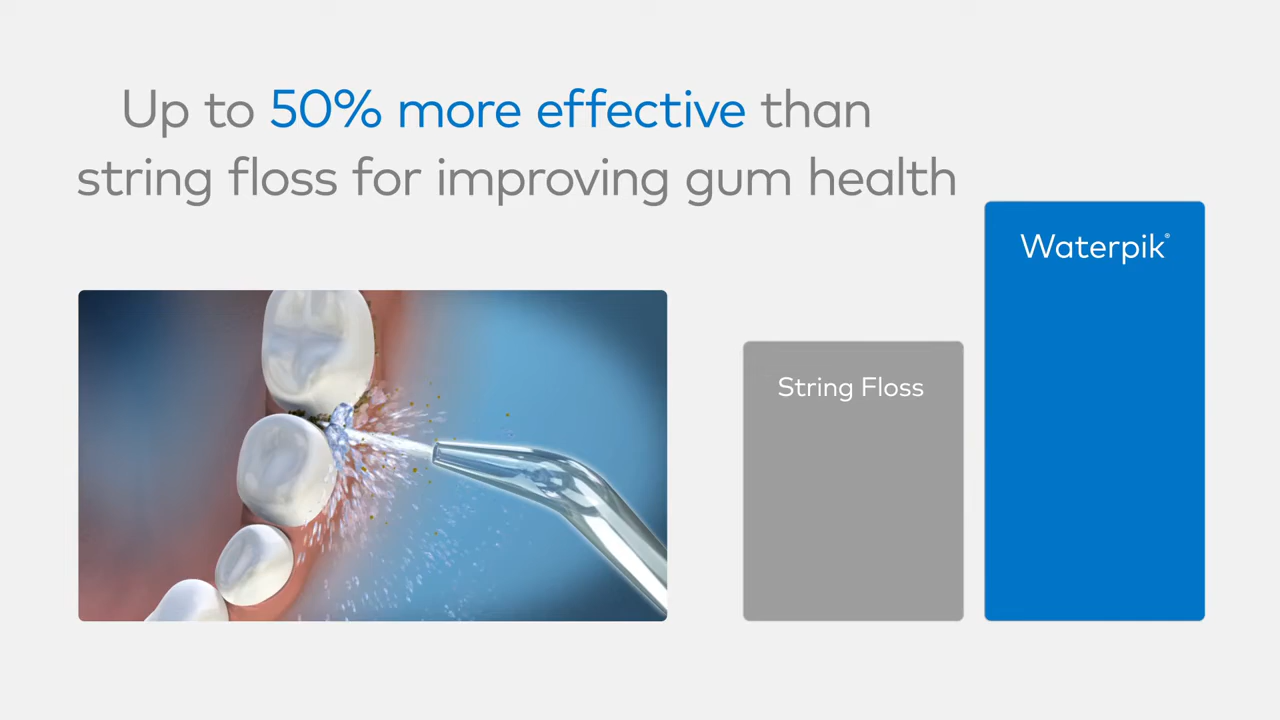 Up to 50% more effective than
string floss for improving gum health
Waterpik®
String Floss